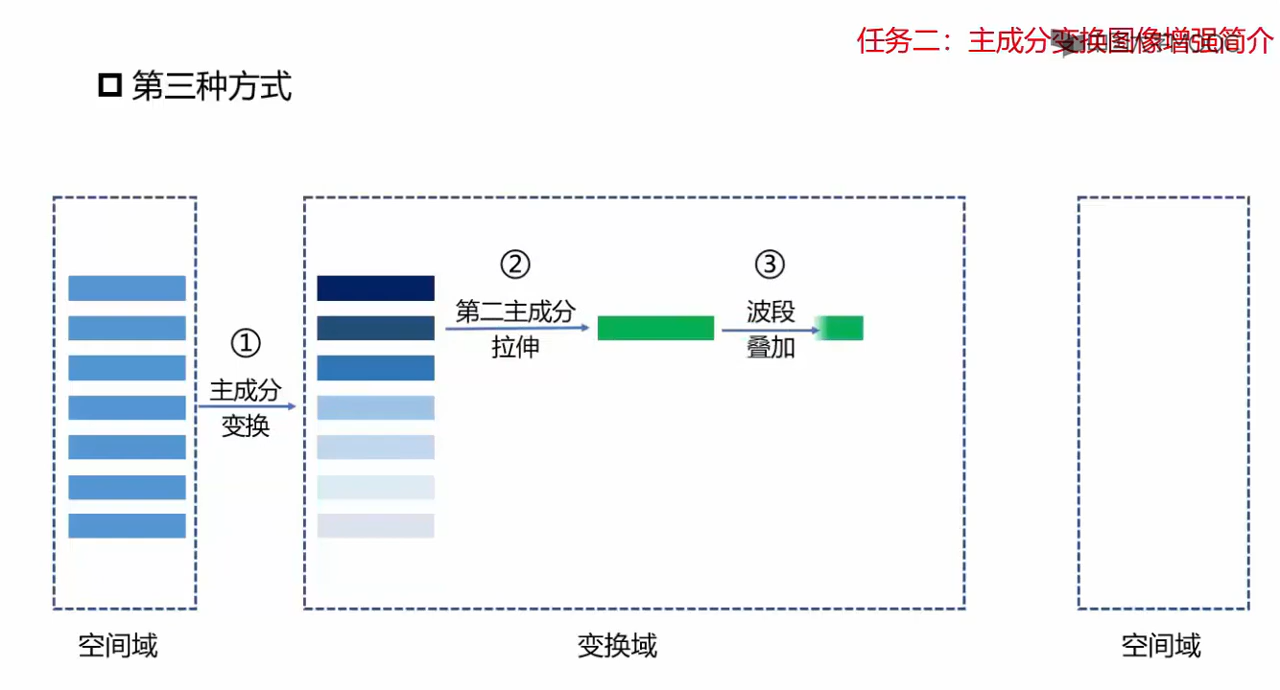 任务二：主成分变换图像增强简介
第三种方式
①
主成分
变换
②
第二主成分
拉伸
③
波段
叠加
空间域
变换域
空间域